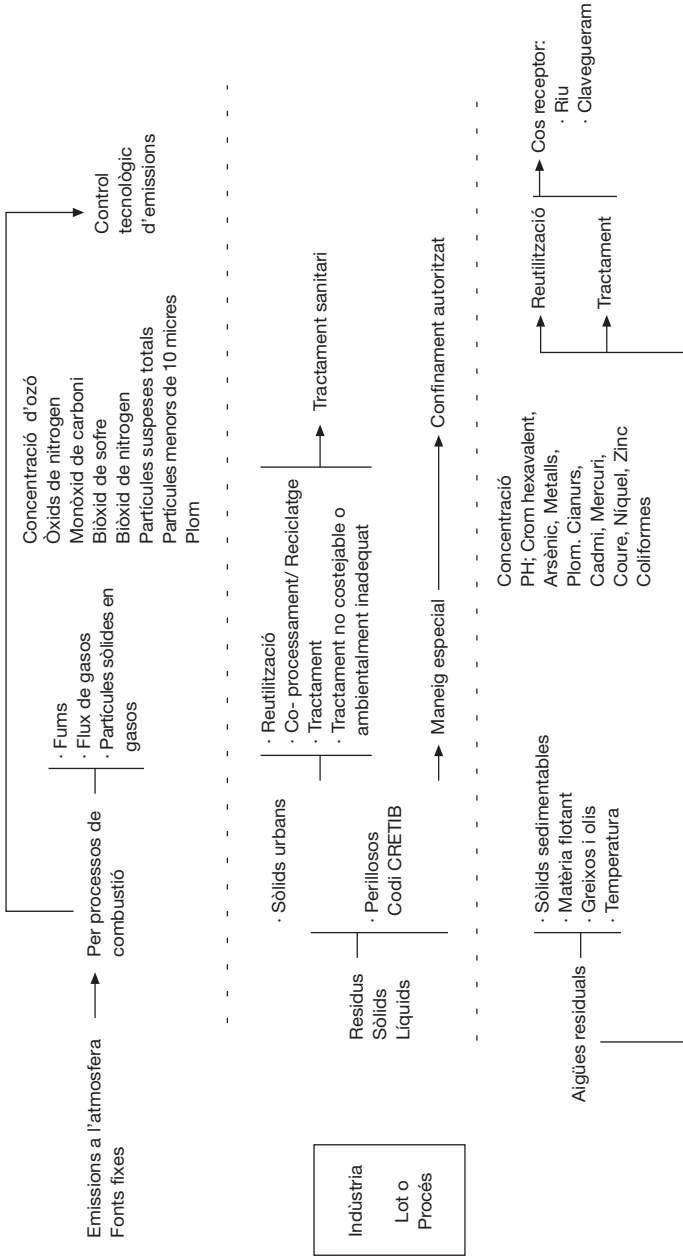 Indústria
Lot o
Procés
Emissions a l'atmosfera
Fonts fixes
Per processos de
combustió
· Fums
· Flux de gasos
· Partícules sòlides en
gasos
Concentració d'ozó
Òxids de nitrogen
Monòxid de carboni
Biòxid de sofre
Biòxid de nitrogen
Partícules suspeses totals
Partícules menors de 10 micres
Plom
Control
tecnològic
d'emissions
Residus
Sòlids
Líquids
· Sòlids urbans
· Perillosos
Codi CRETIB
· Reutilització
· Co- processament/ Reciclatge
· Tractament
· Tractament no costejable o
ambientalment inadequat
Tractament sanitari
Maneig especial
Confinament autoritzat
Aigües residuals
· Sòlids sedimentables
· Matèria flotant
· Greixos i olis
· Temperatura
Concentració
PH; Crom hexavalent,
Arsènic, Metalls,
Plom. Cianurs,
Cadmi, Mercuri,
Coure, Níquel, Zinc
Coliformes
Reutilització
Tractament
Cos receptor:
· Riu
· Clavegueram